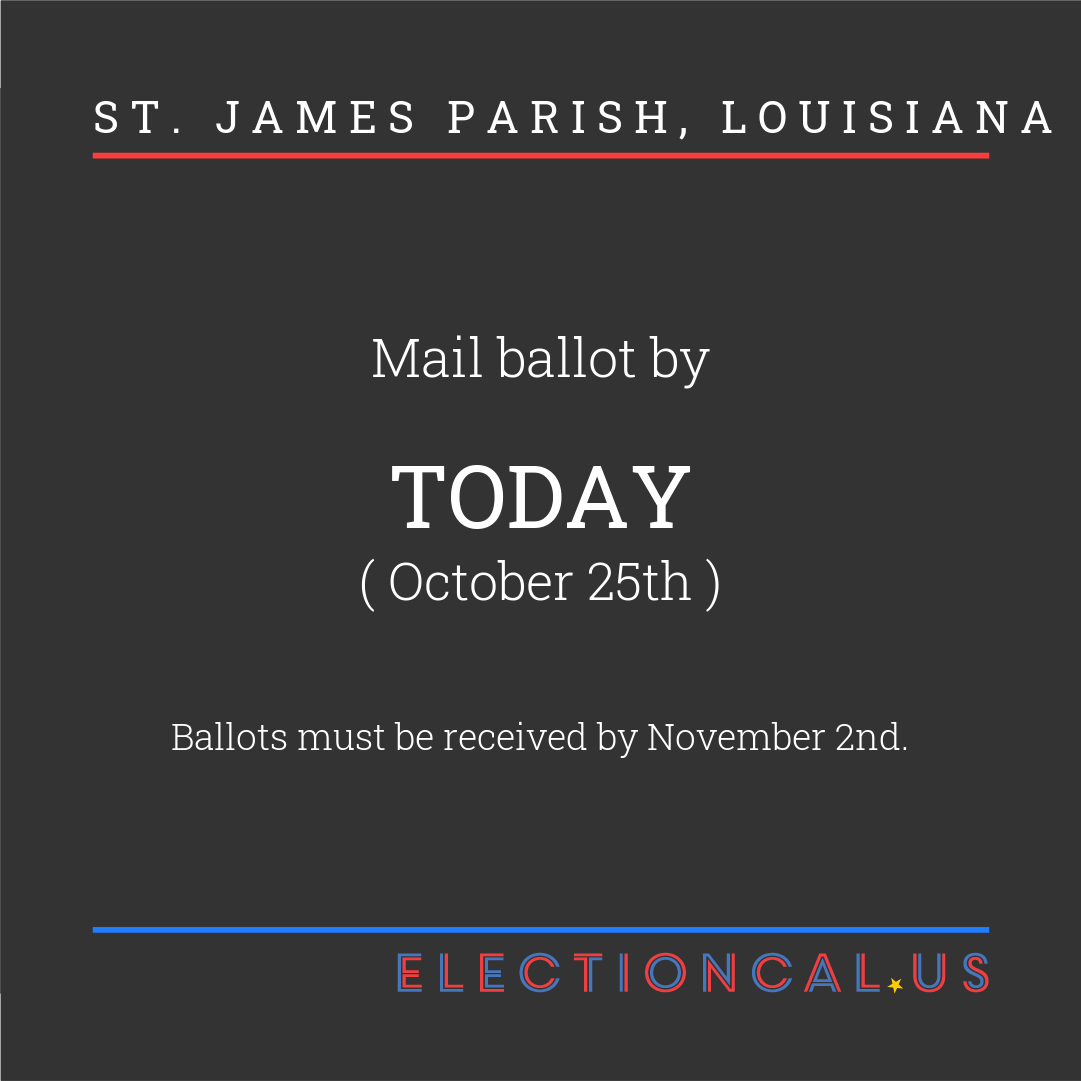 ST. JAMES PARISH, LOUISIANA
Mail ballot by
TODAY
( October 25th )
Ballots must be received by November 2nd.
ELECTIONCAL.US